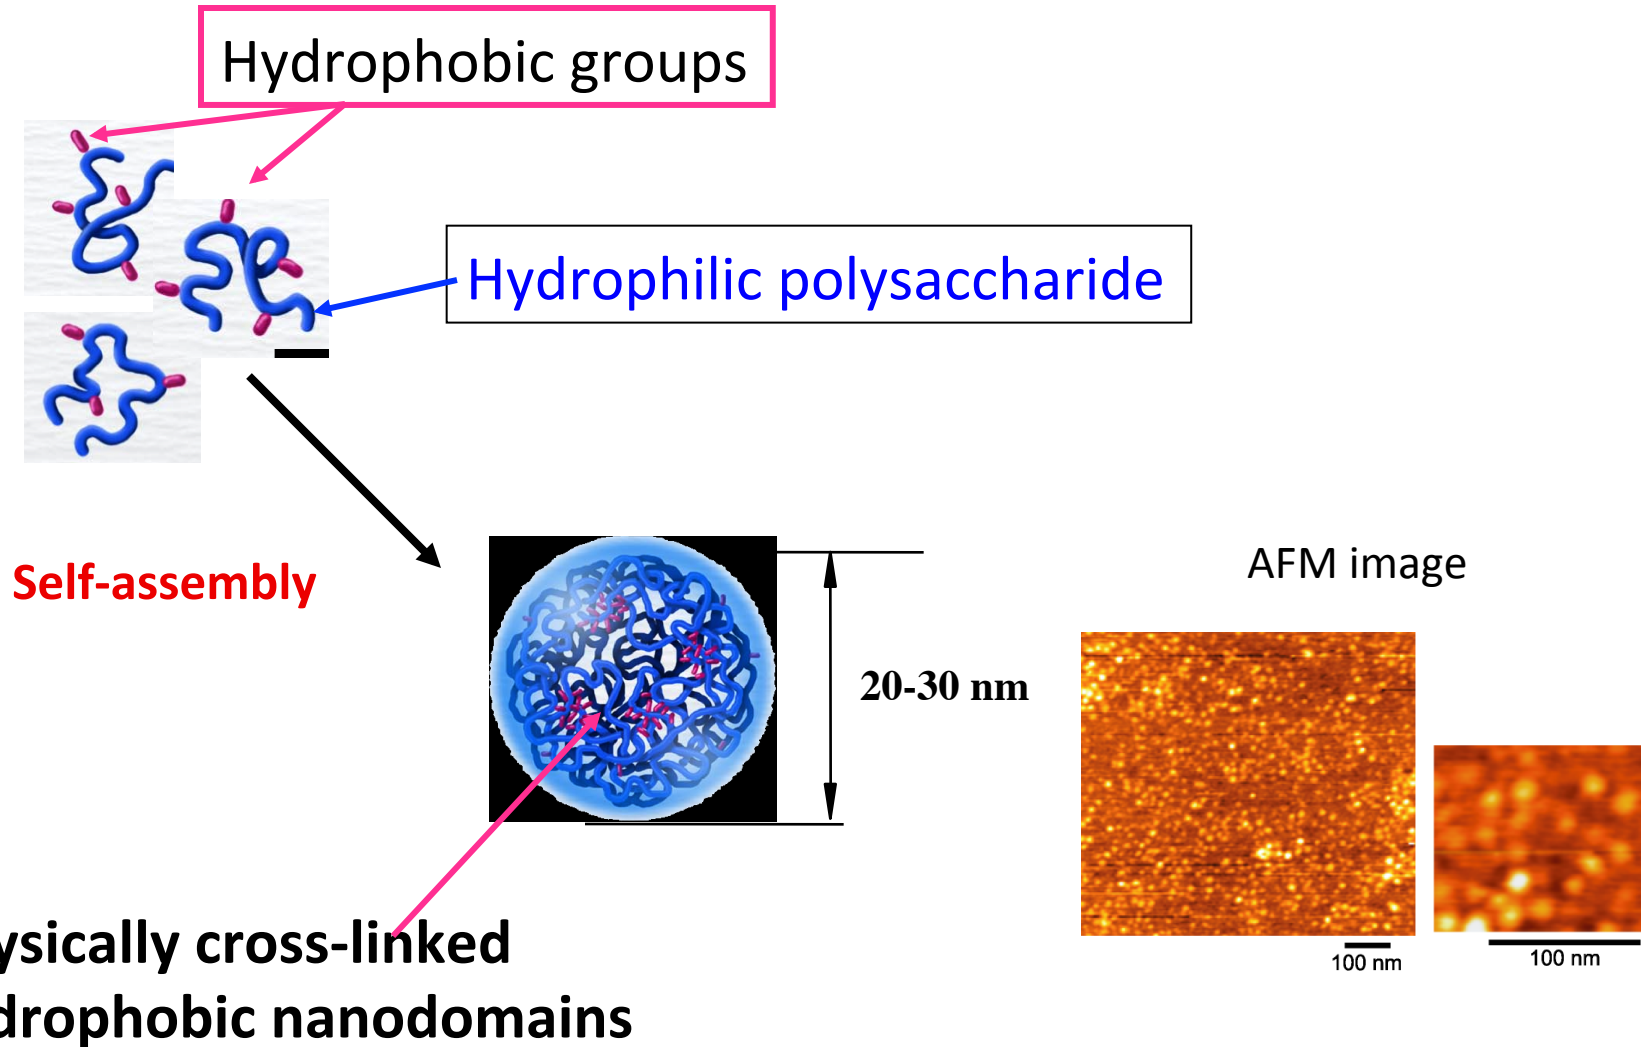 Hydrophobic groups
Hydrophilic polysaccharide
Self-assembly
AFM image
20-30 nm
100 nm
100 nm
ysically cross-linked
drophobic nanodomains